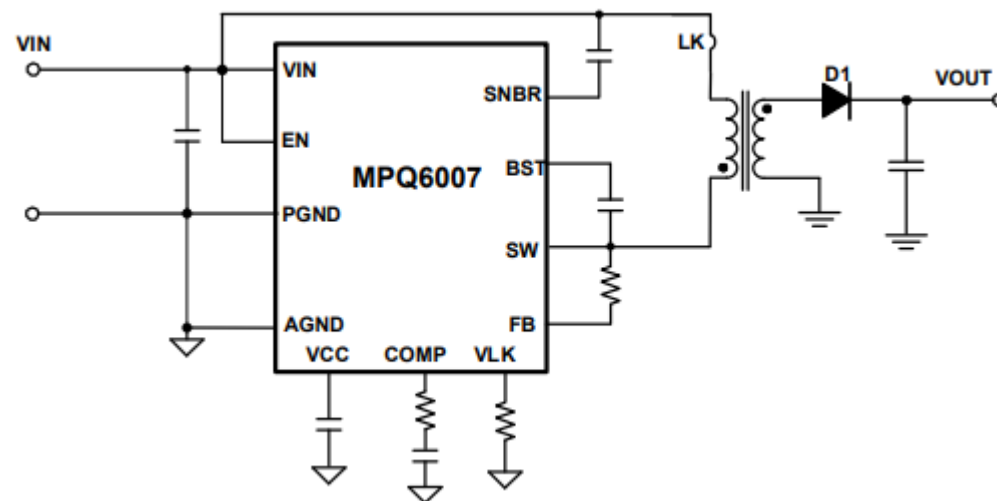 VIN
LK
VIN
SNBR
D1
VOUT
EN
MPQ6007
BST
PGND
SW
AGND
FB
VCC
COMP
VLK